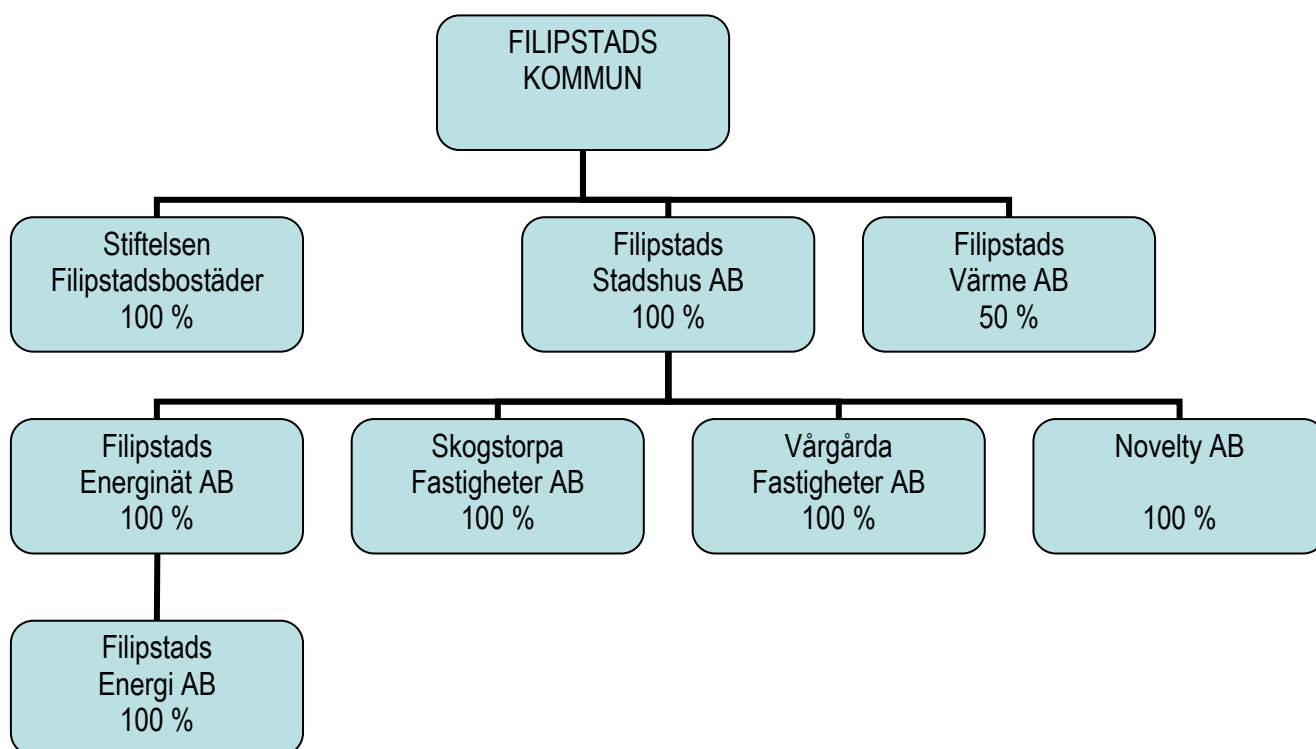 FILIPSTADS
KOMMUN
Stiftelsen
Filipstadsbostäder
100 %
Filipstads
Stadshus AB
100 %
Filipstads
Värme AB
50 %
Filipstads
Energinät AB
100 %
Skogstorpa
Fastigheter AB
100 %
Vårgårda
Fastigheter AB
100 %
Novelty AB
100 %
Filipstads
Energi AB
100 %